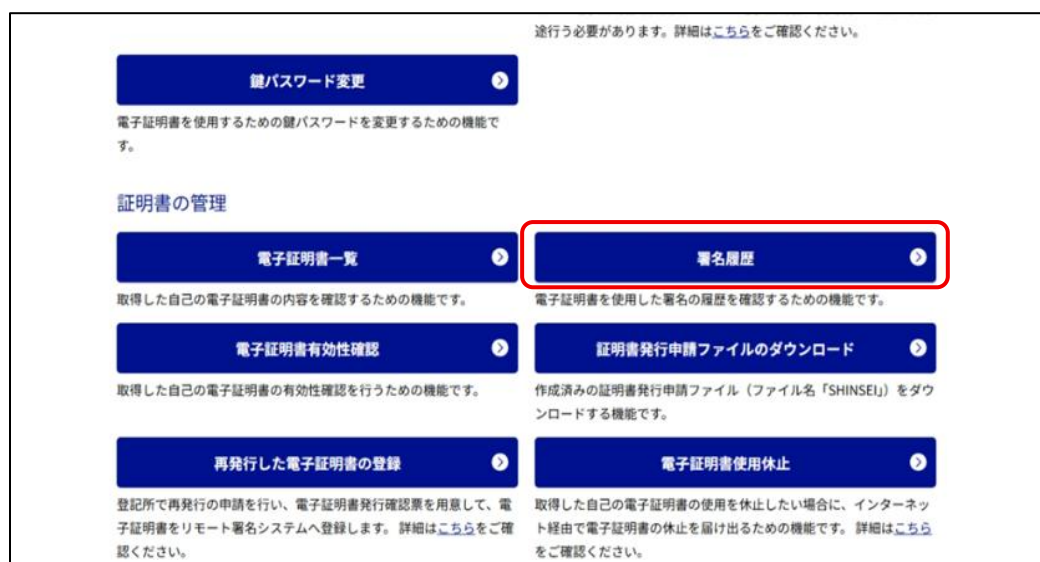 途行う必要があります。詳細はこちらをご確認ください。
鍵パスワード変更
電子証明書を使用するための鍵パスワードを変更するための機能で
す。
証明書の管理
電子証明書一覧
署名履歴
取得した自己の電子証明書の内容を確認するための機能です。
電子証明書を使用した署名の履歴を確認するための機能です。
電子証明書有効性確認
証明書発行申請ファイルのダウンロード
取得した自己の電子証明書の有効性確認を行うための機能です。
作成済みの証明書発行申請ファイル（ファイル名「SHINSEI」）をダウ
ンロードする機能です。
再発行した電子証明書の登録
電子証明書使用休止
登記所で再発行の申請を行い、電子証明書発行確認票を用意して、電
子証明書をリモート署名システムへ登録します。 詳細はこちらをご確
認ください。
取得した自己の電子証明書の使用を休止したい場合に、インターネッ
ト経由で電子証明書の休止を届け出るための機能です。 詳細はこちら
をご確認ください。